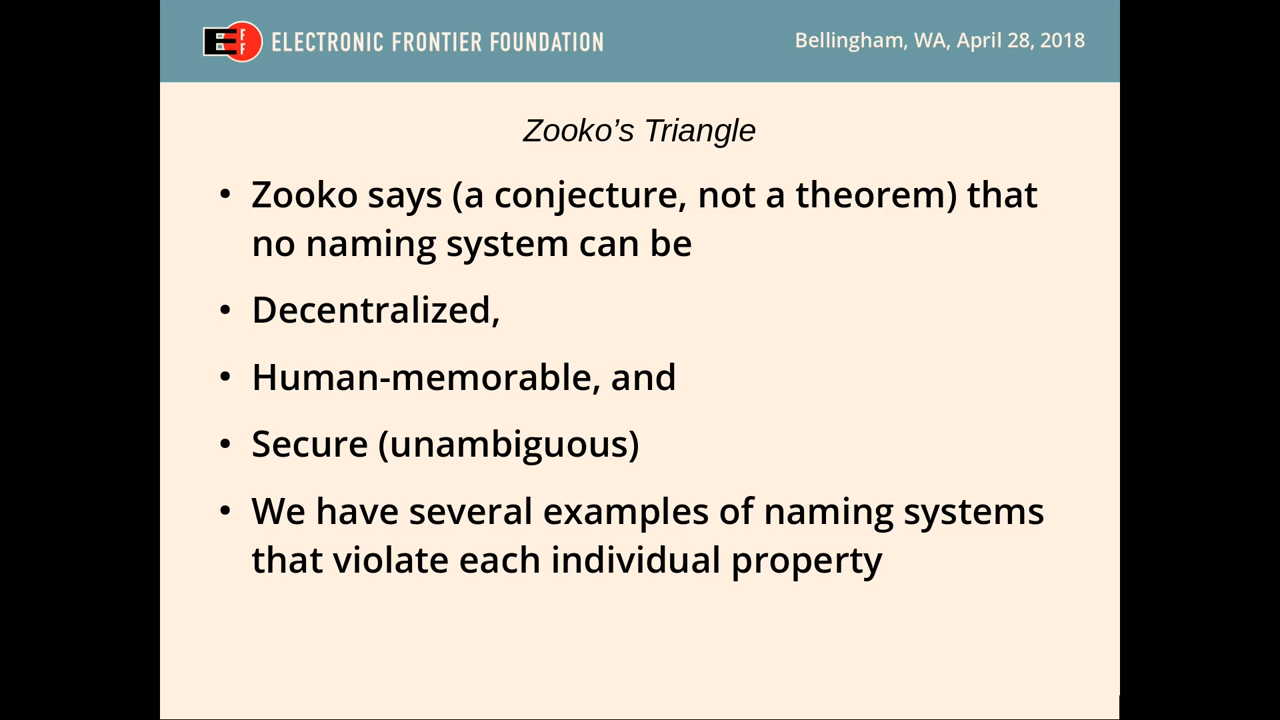 EFF ELECTRONIC FRONTIER FOUNDATION
Bellingham, WA, April 28, 2018
Zooko’s Triangle
• Zooko says (a conjecture, not a theorem) that
no naming system can be
• Decentralized,
• Human-memorable, and
• Secure (unambiguous)
• We have several examples of naming systems
that violate each individual property